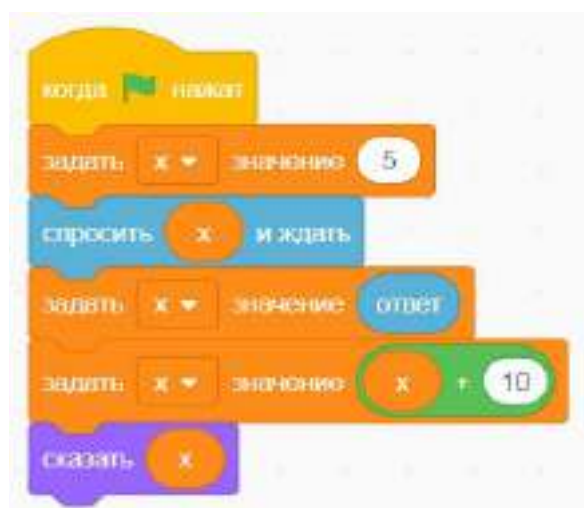 когда нажат
задать x значение 5
спросить x и ждать
задать x значение ответ
задать x значение x + 10
сказать x